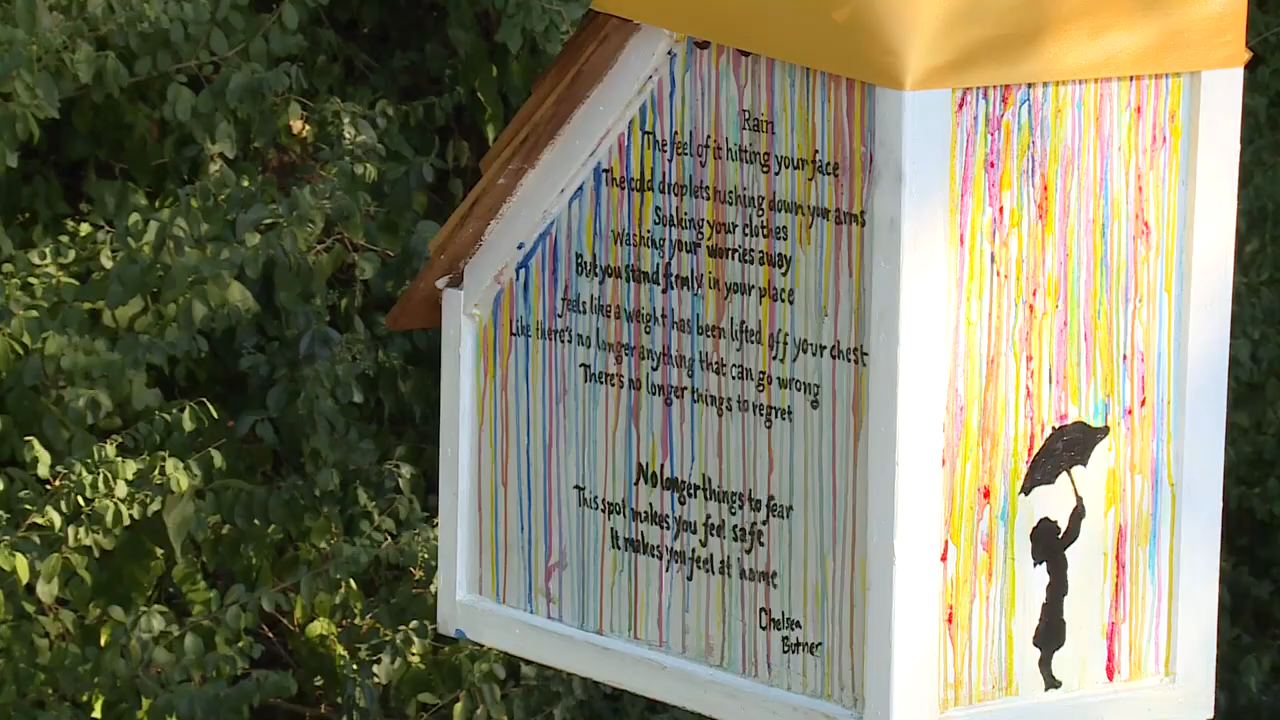 Rain
The feel of it hitting your face
The cold droplets rushing down your arms
Soaking your clothes
Washing your worries away
But you stand firmly in your place
feels like a weight has been lifted off your chest
Like there's no longer anything that can go wrong
There's no longer things to regret
No longer things to fear
This spot makes you feel safe
It makes you feel at home
Chelsea
Butner